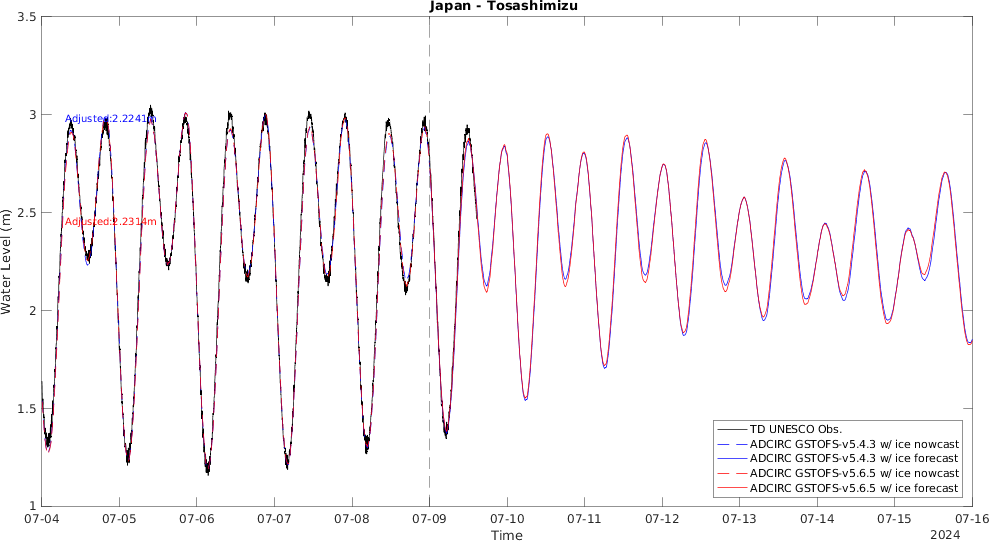 Japan - Tosashimizu
3.5
3
2.5
2
1.5
1
Water Level (m)
Adjusted:2.2241m
Adjusted:2.2314m
TD UNESCO Obs.
ADCIRC GSTOFS-v5.4.3 w/ ice nowcast
ADCIRC GSTOFS-v5.4.3 w/ ice forecast
ADCIRC GSTOFS-v5.6.5 w/ ice nowcast
ADCIRC GSTOFS-v5.6.5 w/ ice forecast
07-04 07-05 07-06 07-07 07-08 07-09 07-10 07-11 07-12 07-13 07-14 07-15 07-16
Time
2024